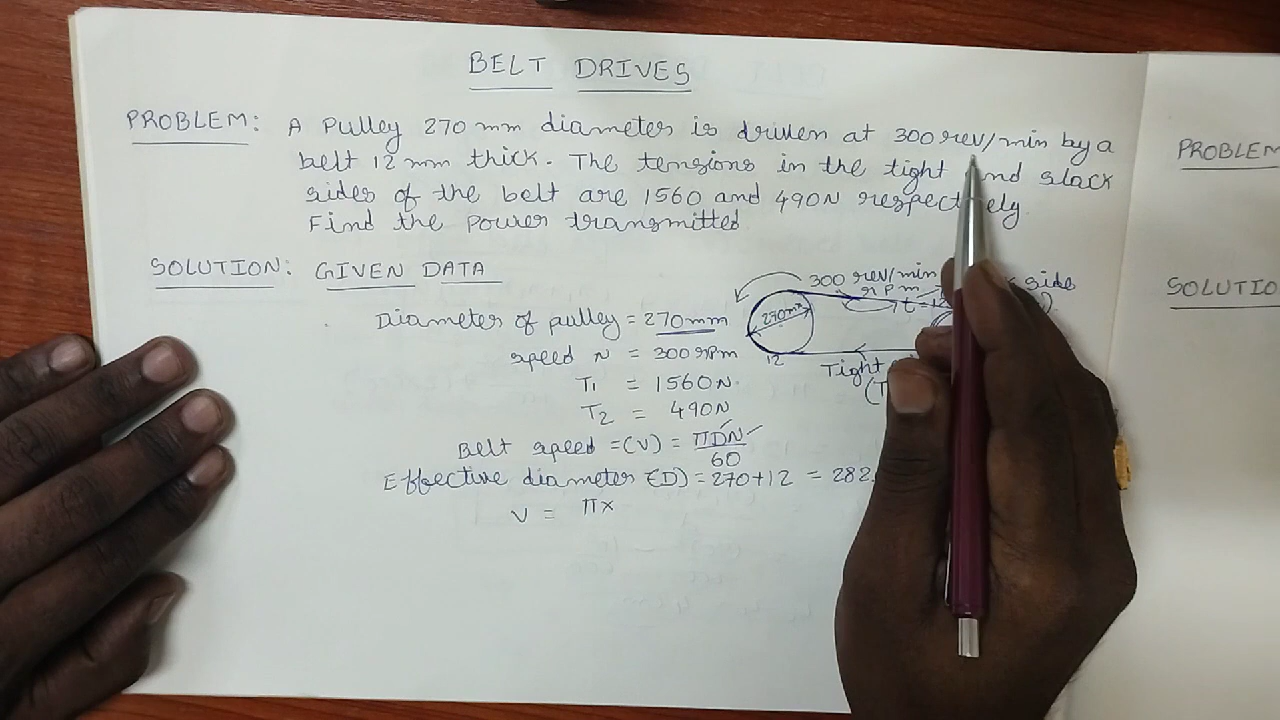 BELT DRIVES
PROBLEM: A Pulley 270 mm diameter is driven at 300 rev/min by a
belt 12 mm thick. The tensions in the tight and slack
sides of the belt are 1560 and 490N respectively.
Find the power transmitted
SOLUTION: GIVEN DATA
300 rev/min
rpm
side
t = 12
270mm
12
Tight
(T
Diameter of pulley = 270mm
speed N = 300 rpm
T1 = 1560N.
T2 = 490N
Belt speed =(V) = πDN/60
Effective diameter (D) = 270+12 = 282
V = π×
PROBLEM
SOLUTIO